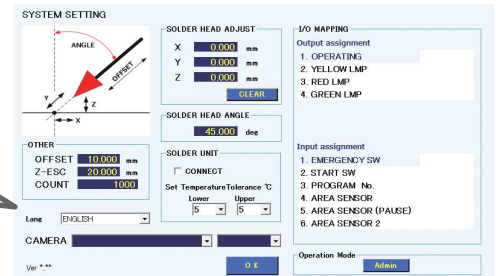 SYSTEM SETTING
ANGLE
OFFSET
Y
Z
X
SOLDER HEAD ADJUST
X 0.000 mm
Y 0.000 mm
Z 0.000 mm
CLEAR
SOLDER HEAD ANGLE
45.000 deg
OTHER
OFFSET 10.000 mm
Z-ESC 20.000 mm
COUNT 1000
SOLDER UNIT
CONNECT
Set TemperatureTolerance ℃
Lower Upper
5 5
Lang ENGLISH
CAMERA
Ver *.**
O K
I/O MAPPING
Output assignment
1. OPERATING
2. YELLOW LMP
3. RED LMP
4. GREEN LMP
Input assignment
1. EMERGENCY SW
2. START SW
3. PROGRAM No.
4. AREA SENSOR
5. AREA SENSOR (PAUSE)
6. AREA SENSOR 2
Operation Mode
Admin